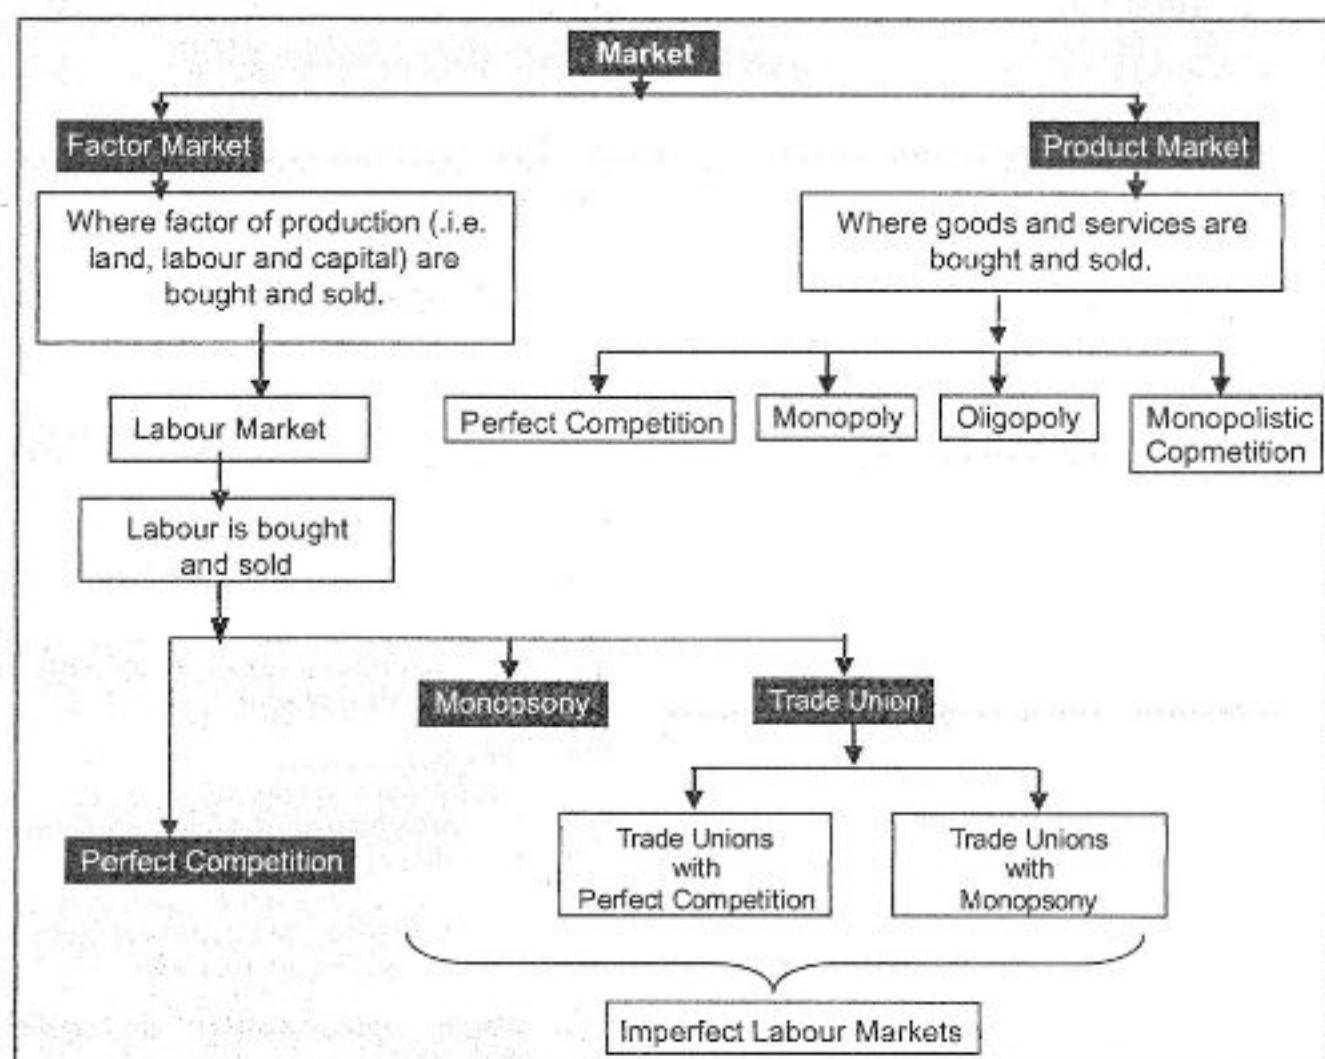 Market
Factor Market
Product Market
Where factor of production (.i.e.
land, labour and capital) are
bought and sold.
Where goods and services are
bought and sold.
Perfect Competition
Monopoly
Oligopoly
Monopolistic
Copmetition
Labour Market
Labour is bought
and sold
Monopsony
Trade Union
Perfect Competition
Trade Unions
with
Perfect Competition
Trade Unions
with
Monopsony
Imperfect Labour Markets